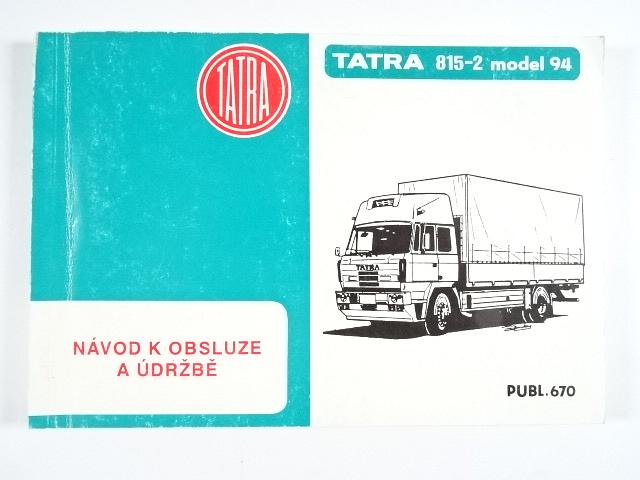 TATRA
TATRA 815-2 model 94
TATRA
NÁVOD K OBSLUZE
A ÚDRŽBĚ
PUBL.670